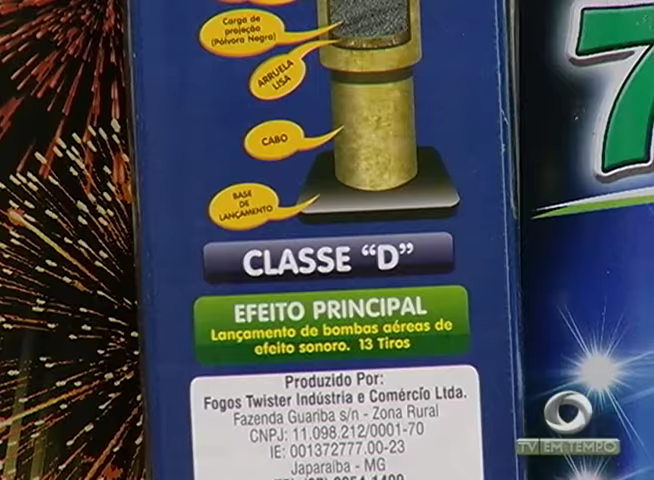 Carga de
projeção
(Pólvora Negra)
ARRUELA
LISA
CABO
BASE
DE
LANÇAMENTO
CLASSE “D”
EFEITO PRINCIPAL
Lançamento de bombas aéreas de
efeito sonoro. 13 Tiros
Produzido Por:
Fogos Twister Indústria e Comércio Ltda.
Fazenda Guariba s/n - Zona Rural
CNPJ: 11.098.212/0001-70
IE: 001372777.00-23
Japaraíba - MG
7
TV EM TEMPO